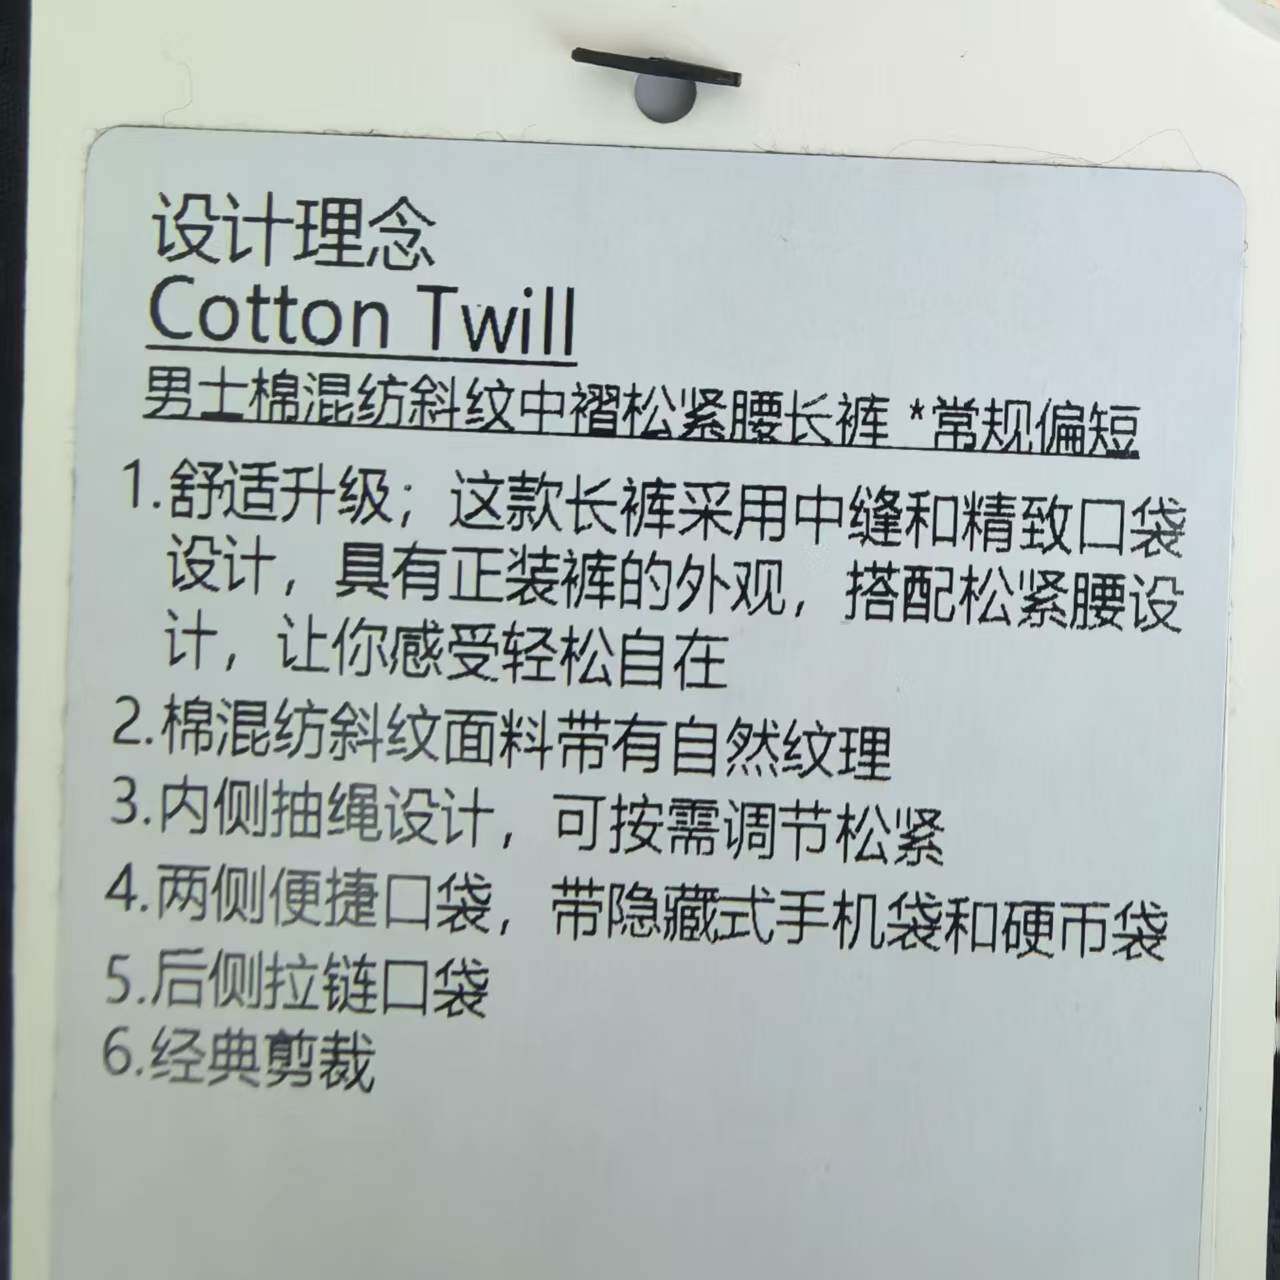 设计理念
Cotton Twill
男士棉混纺斜纹中褶松紧腰长裤 *常规偏短
1.舒适升级；这款长裤采用中缝和精致口袋
设计，具有正装裤的外观，搭配松紧腰设
计，让你感受轻松自在
2.棉混纺斜纹面料带有自然纹理
3.内侧抽绳设计，可按需调节松紧
4.两侧便捷口袋，带隐藏式手机袋和硬币袋
5.后侧拉链口袋
6.经典剪裁